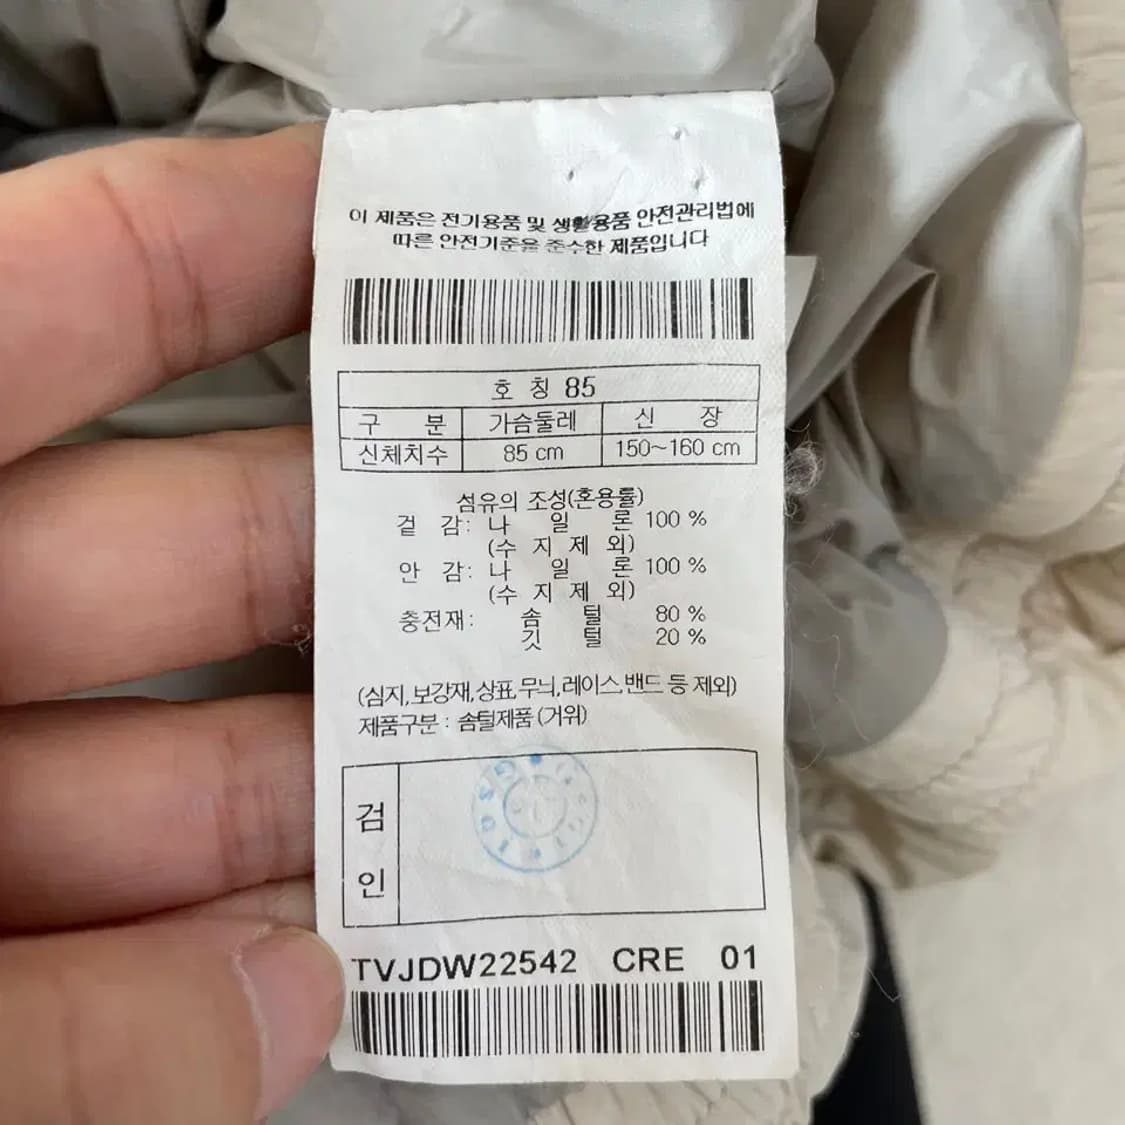 이 제품은 전기용품 및 생활용품 안전관리법에
따른 안전기준을 준수한 제품입니다
호 칭 85
구 분 가슴둘레 신 장
신체치수 85 cm 150~160 cm
섬유의 조성(혼용률)
겉 감: 나 일 론 100 %
(수 지 제 외)
안 감: 나 일 론 100 %
(수 지 제 외)
충전재: 솜 털 80 %
깃 털 20 %
(심지,보강재,상표,무늬,레이스,밴드 등 제외)
제품구분 : 솜털제품 (거위)
검
인
TVJDW22542 CRE 01